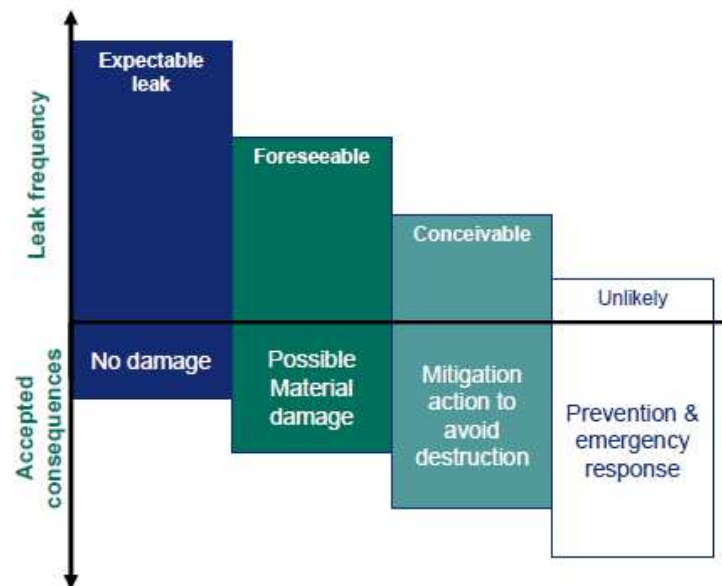 Leak frequency
Accepted
consequences
Expectable
leak
Foreseeable
Conceivable
Unlikely
No damage
Possible
Material
damage
Mitigation
action to
avoid
destruction
Prevention &
emergency
response